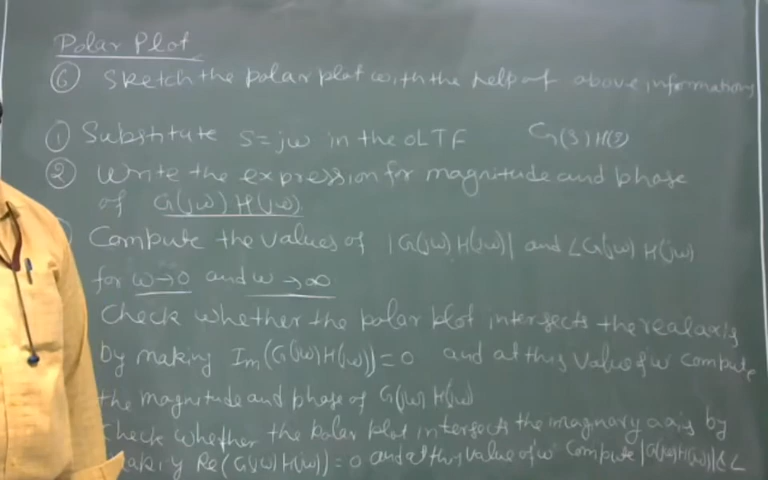 Polar Plot
⑥ Sketch the polar plot with the help of above informations
① Substitute S=jω in the OLTF G(s)H(s)
② Write the expression for magnitude and phase
of G(jω)H(jω)
Compute the values of |G(jω)H(jω)| and ∠G(jω)H(jω)
for ω→0 and ω→∞
Check whether the polar plot intersects the real axis
by making Im(G(jω)H(jω))=0 and at this value of ω compute
the magnitude and phase of G(jω)H(jω)
check whether the polar plot intersects the imaginary axis by
making Re(G(jω)H(jω))=0 and at this value of ω compute |G(jω)H(jω)| & ∠